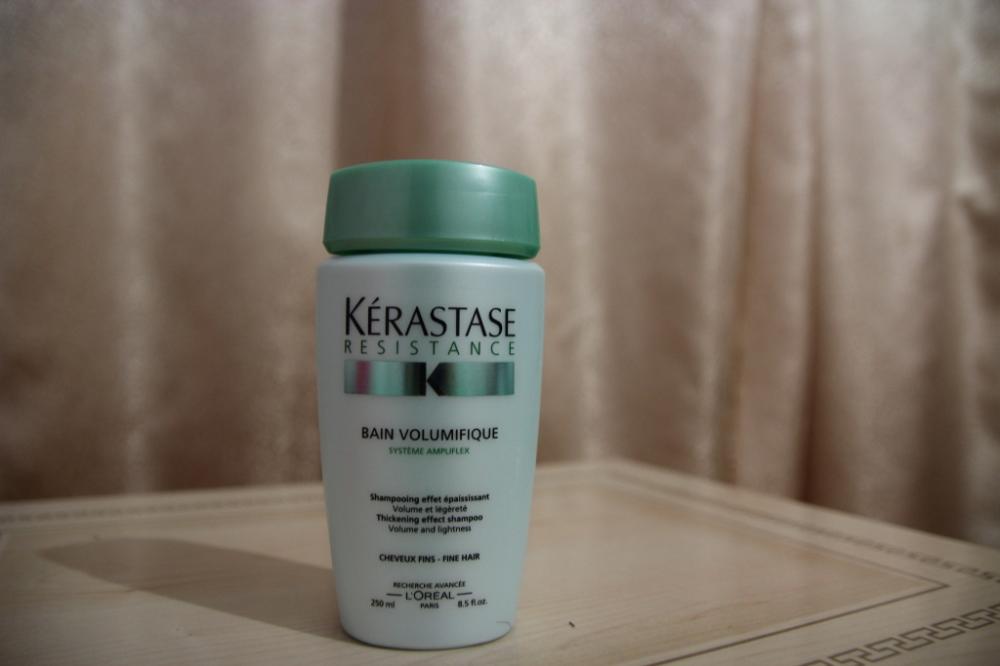 KÉRASTASE
RESISTANCE
BAIN VOLUMIFIQUE
SYSTÈME AMPLIFLEX
Shampooing effet épaississant
Volume et légèreté
Thickening effect shampoo
Volume and lightness
CHEVEUX FINS - FINE HAIR
RECHERCHE AVANCÉE
L'ORÉAL
250 ml PARIS 8.5 fl.oz.